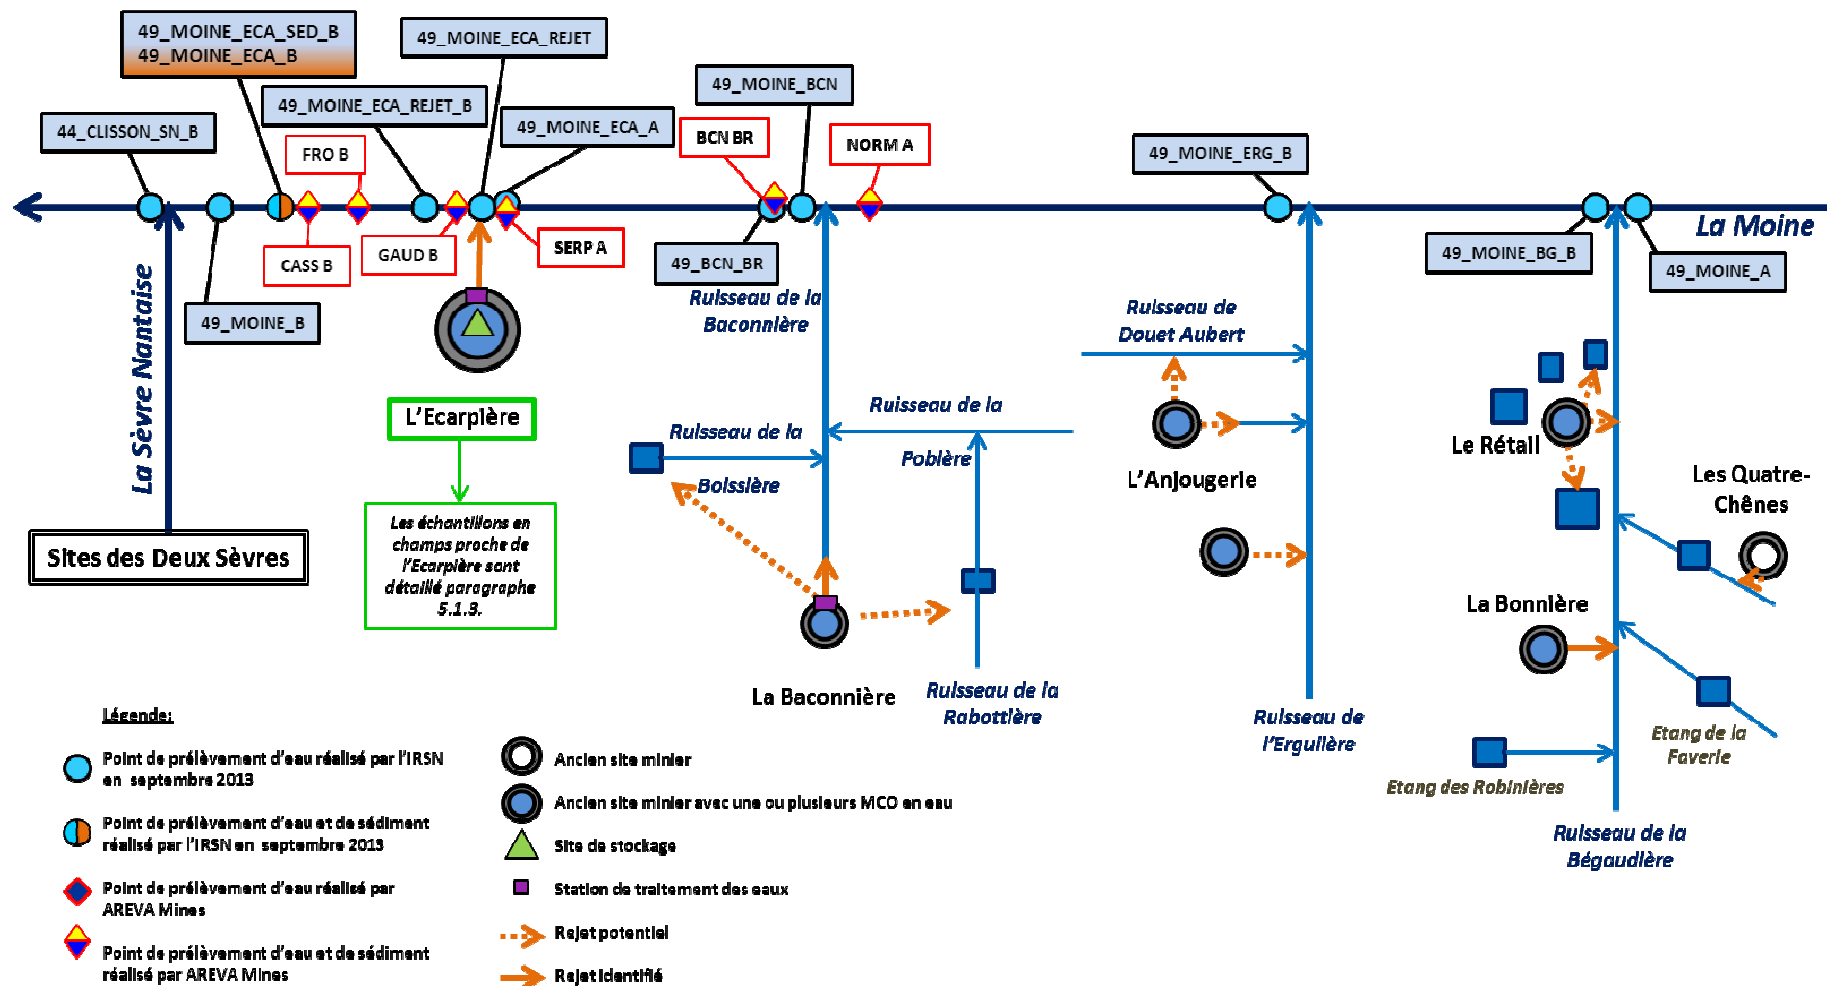 49_MOINE_ECA_SED_B
49_MOINE_ECA_B
49_MOINE_ECA_REJET
49_MOINE_ECA_REJET_B
49_MOINE_BCN
44_CLISSON_SN_B
49_MOINE_ECA_A
BCN BR
NORM A
FRO B
49_MOINE_ERG_B
La Moine
CASS B
GAUD B
SERP A
49_BCN_BR
49_MOINE_BG_B
49_MOINE_A
49_MOINE_B
La Sèvre Nantaise
Ruisseau de la
Baconnière
Ruisseau de
Douet Aubert
L'Ecarpière
Ruisseau de la
Pobière
Ruisseau de la
Boissière
Le Rétail
L'Anjougerie
Les Quatre-
Chênes
Les échantillons en
champs proche de
l'Ecarpière sont
détaillé paragraphe
5.1.3.
Sites des Deux Sèvres
La Bonnière
La Baconnière
Ruisseau de la
Rabottière
Ruisseau de
l'Erguière
Etang de la
Faverie
Etang des Robinières
Ruisseau de la
Bégaudière
Légende:
Point de prélèvement d'eau réalisé par l'IRSN
en septembre 2013
Point de prélèvement d'eau et de sédiment
réalisé par l'IRSN en septembre 2013
Point de prélèvement d'eau réalisé par
AREVA Mines
Point de prélèvement d'eau et de sédiment
réalisé par AREVA Mines
Ancien site minier
Ancien site minier avec une ou plusieurs MCO en eau
Site de stockage
Station de traitement des eaux
Rejet potentiel
Rejet identifié